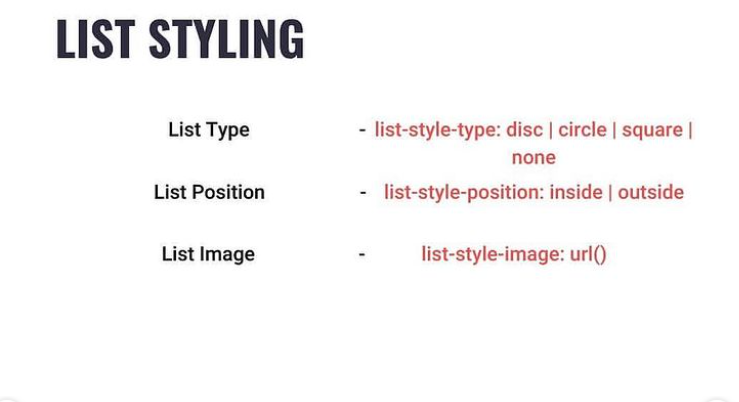 LIST STYLING
List Type - list-style-type: disc | circle | square |
none
List Position - list-style-position: inside | outside
List Image - list-style-image: url()